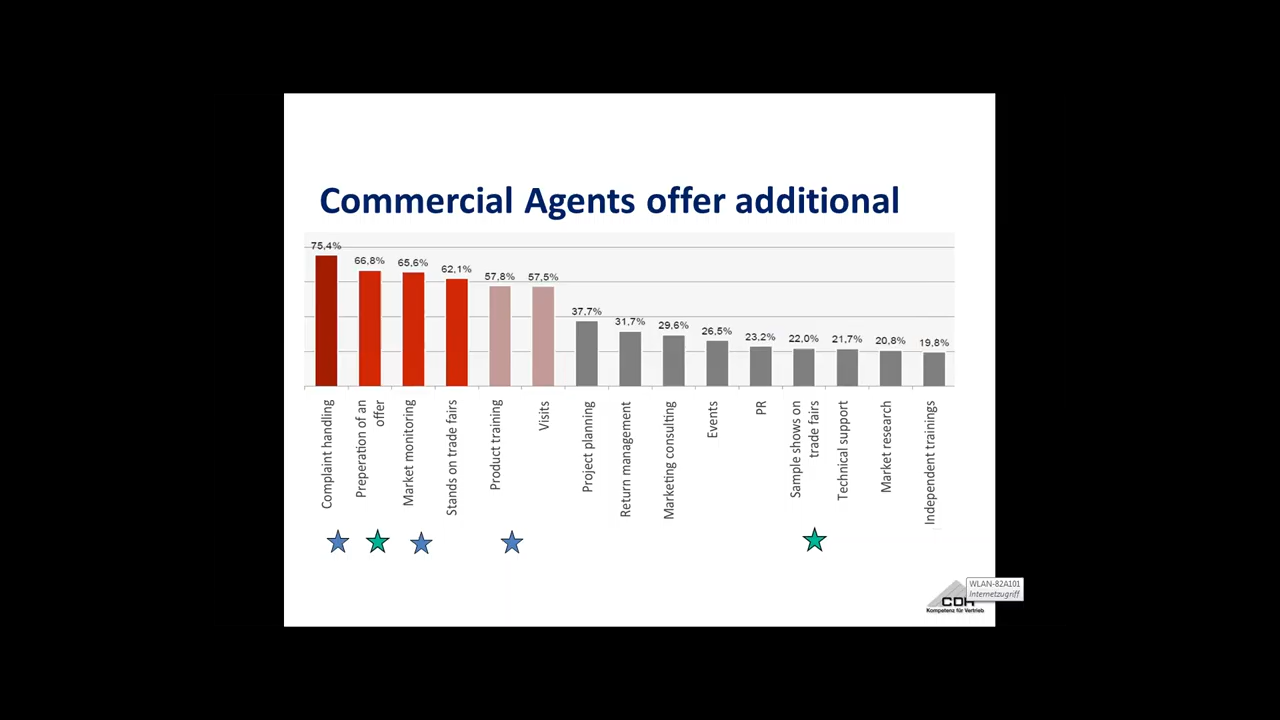 Commercial Agents offer additional
75,4%
66,8%
65,6%
62,1%
57,8%
57,5%
37,7%
31,7%
29,6%
26,5%
23,2%
22,0%
21,7%
20,8%
19,8%
Complaint handling
Preperation of an
offer
Market monitoring
Stands on trade fairs
Product training
Visits
Project planning
Return management
Marketing consulting
Events
PR
Sample shows on
trade fairs
Technical support
Market research
Independent trainings
WLAN-82A101
Internetzugriff
CDH
Kompetenz für Vertrieb